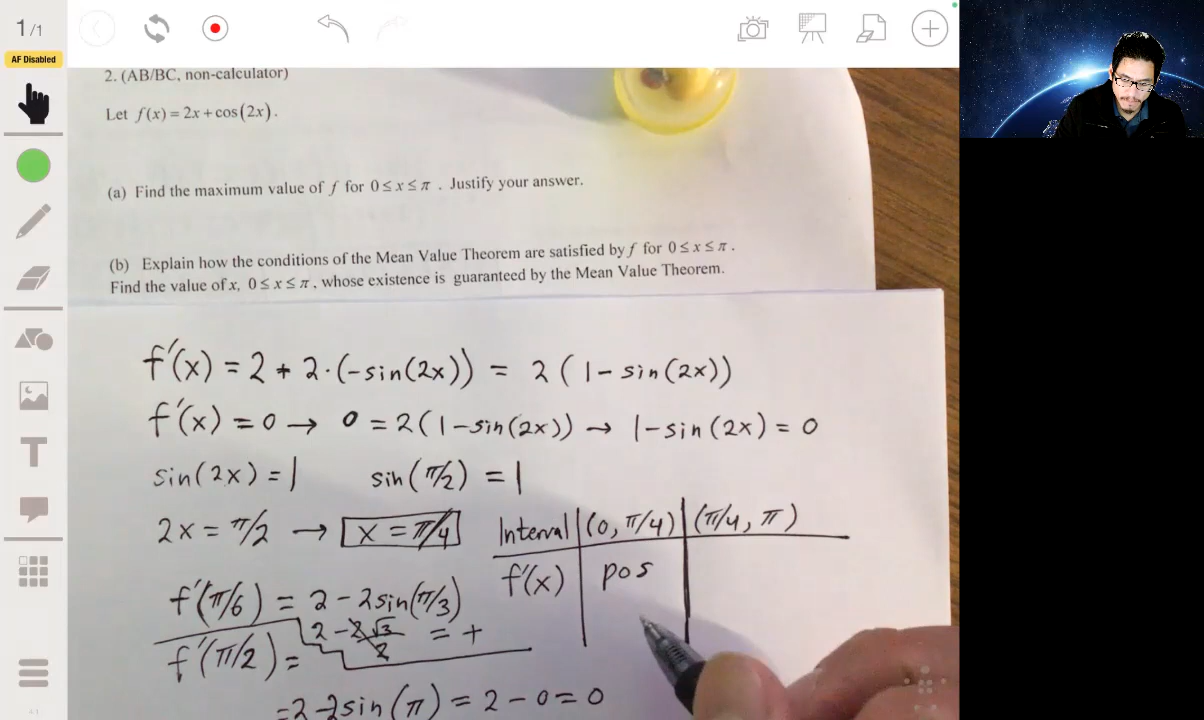 1/1
AF Disabled
2. (AB/BC, non-calculator)
Let f(x) = 2x + cos(2x).
(a) Find the maximum value of f for 0 ≤ x ≤ π . Justify your answer.
(b) Explain how the conditions of the Mean Value Theorem are satisfied by f for 0 ≤ x ≤ π .
Find the value of x, 0 ≤ x ≤ π , whose existence is guaranteed by the Mean Value Theorem.
f'(x) = 2 + 2·(-sin(2x)) = 2 ( 1 - sin(2x))
f'(x) = 0 → 0 = 2(1-sin(2x)) → 1-sin(2x) = 0
sin(2x) = 1 sin(π/2) = 1
2x = π/2 → x = π/4
Interval (0, π/4) (π/4, π)
f'(x) pos
f'(π/6) = 2 - 2sin(π/3)
2 - 2√3/2 = +
f'(π/2) =
= 2 - 2sin(π) = 2 - 0 = 0
T